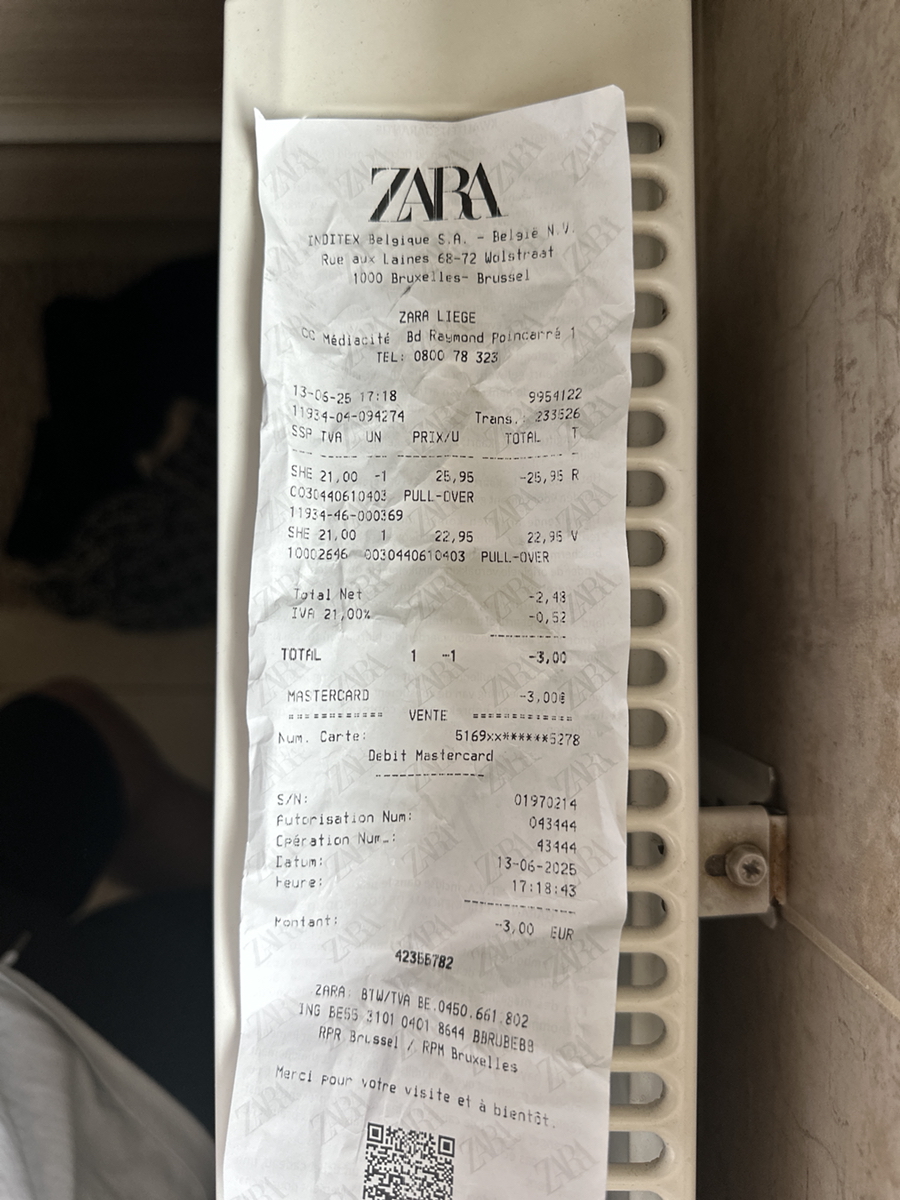 ZARA
INDITEX Belgique S.A. - België N.V.
Rue aux Laines 68-72 Wolstraat
1000 Bruxelles- Brussel
ZARA LIEGE
CC Médiacité Bd Raymond Poincarré 1
TEL: 0800 78 323
13-06-25 17:18 9954122
11934-04-094274 Trans.: 233526
SSP TVA UN PRIX/U TOTAL T
SHE 21,00 -1 25,95 -25,95 R
0030440610403 PULL-OVER
11934-46-000369
SHE 21,00 1 22,95 22,95 V
10002646 0030440610403 PULL-OVER
Total Net -2,48
IVA 21,00% -0,52
TOTAL 1 -1 -3,00
MASTERCARD -3,00€
============ VENTE ============
Num. Carte: 5169xx******5278
Debit Mastercard
S/N: 01970214
Autorisation Num: 043444
Opération Num.: 43444
Datum: 13-06-2025
Heure: 17:18:43
Montant: -3,00 EUR
42355782
ZARA. BTW/TVA BE.0450.661.802
ING BE55 3101 0401 8644 BBRUBEBB
RPR Brussel / RPM Bruxelles
Merci pour votre visite et à bientôt.